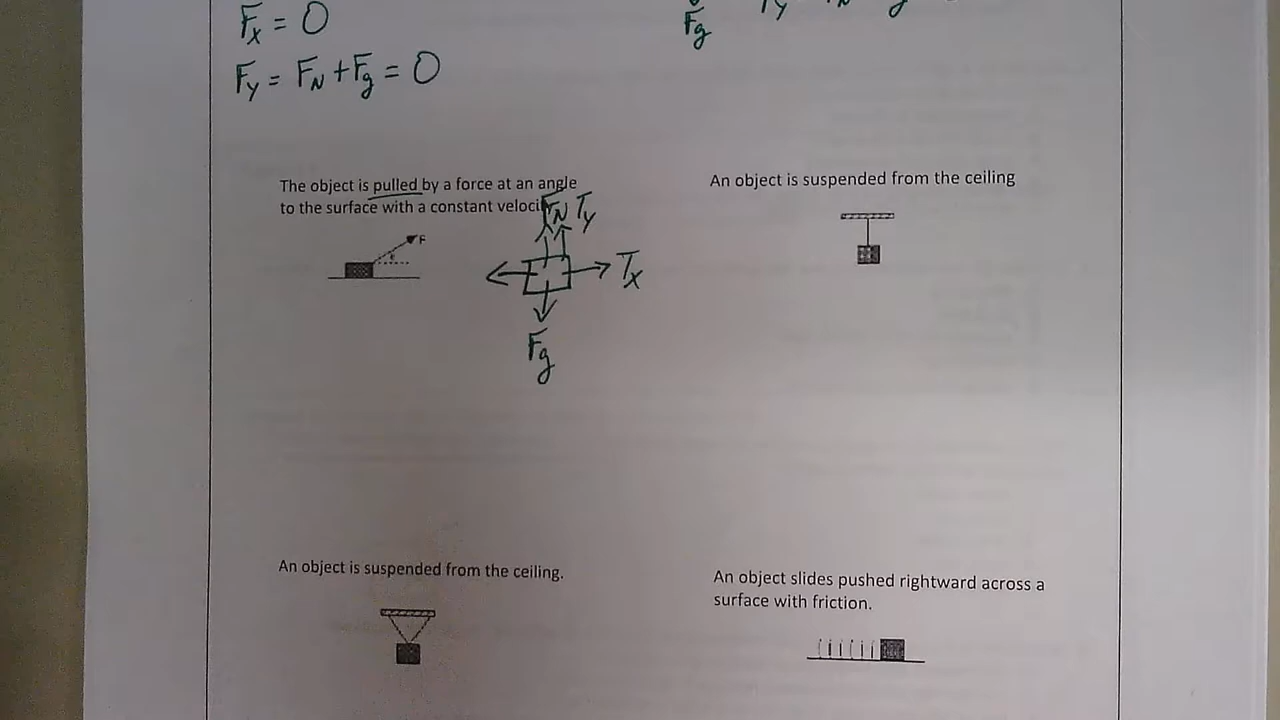 Fx = 0
Fy = FN + Fg = 0
Fg
The object is pulled by a force at an angle
to the surface with a constant velocity
F
FN Ty
Tx
Fg
An object is suspended from the ceiling
An object is suspended from the ceiling.
An object slides pushed rightward across a
surface with friction.